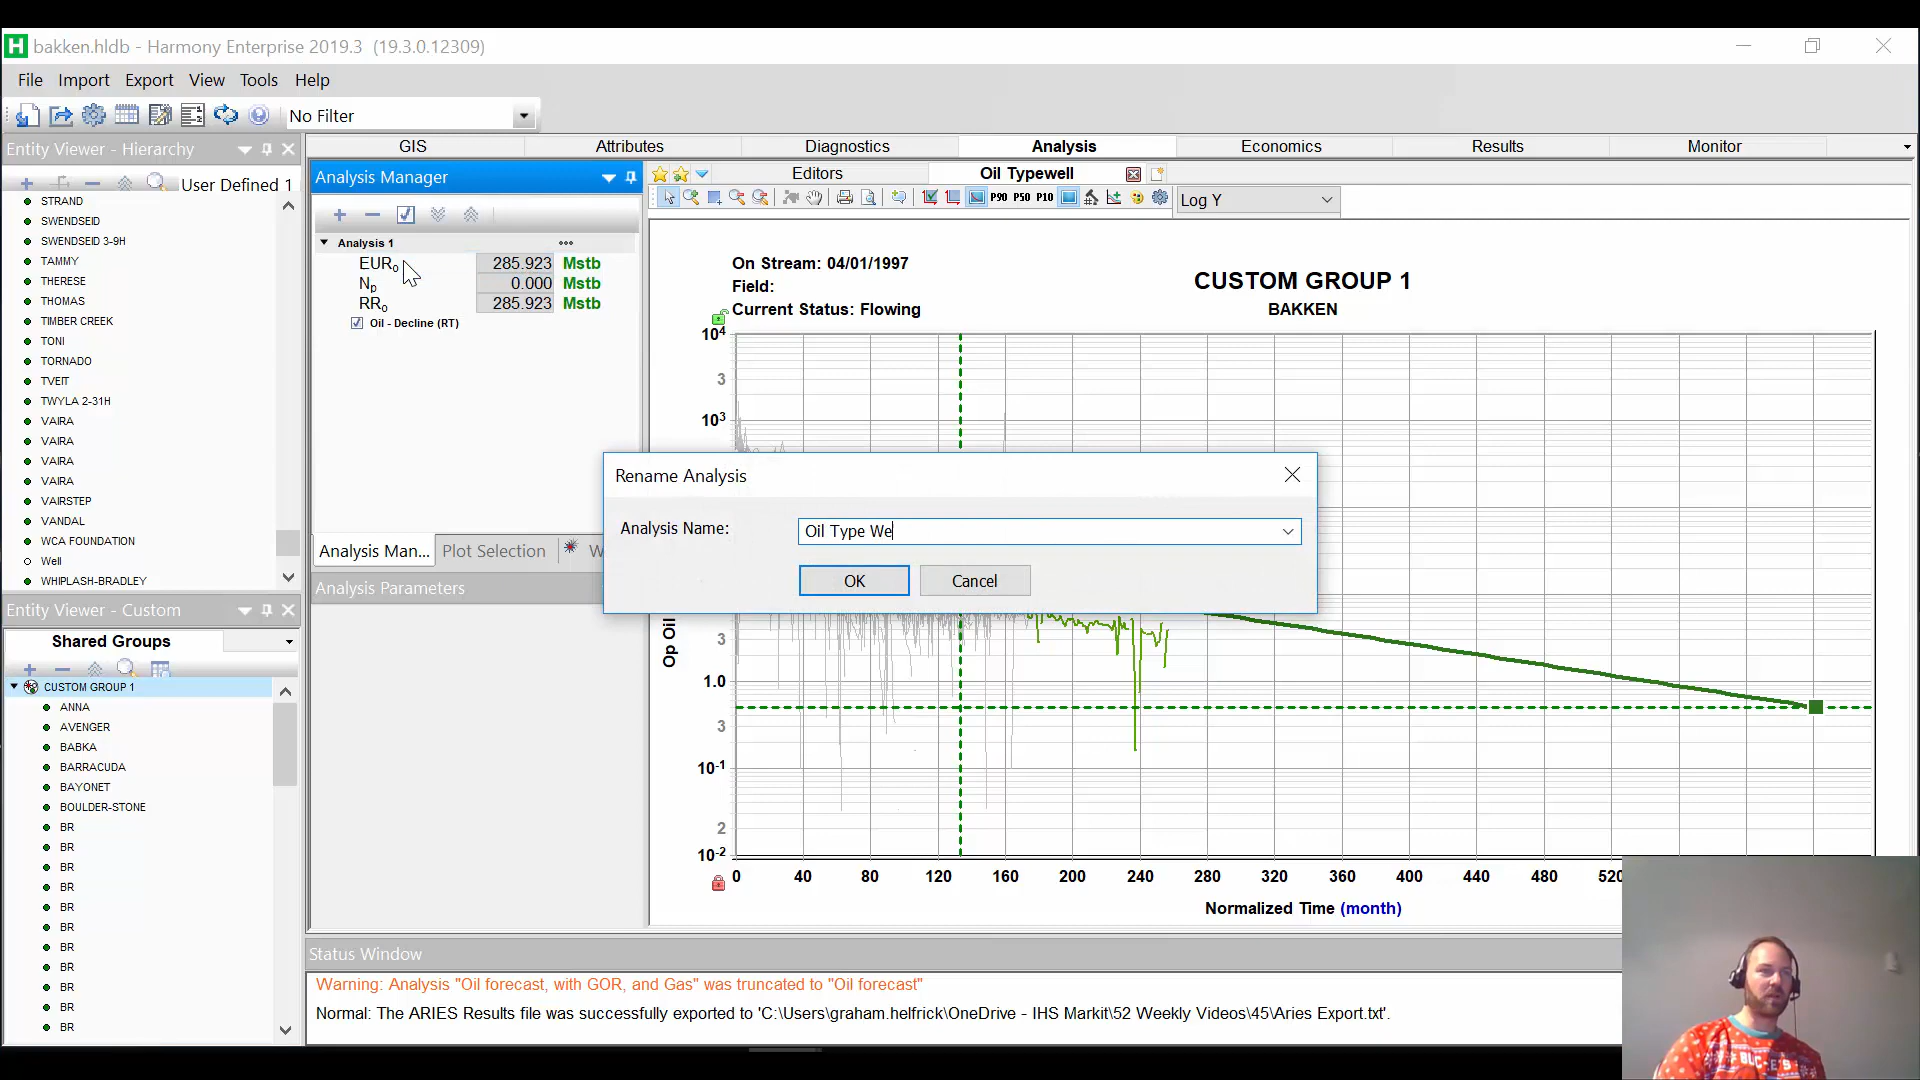 bakken.hldb - Harmony Enterprise 2019.3 (19.3.0.12309)
File Import Export View Tools Help
No Filter
Entity Viewer - Hierarchy
User Defined 1
STRAND
SWENDSEID
SWENDSEID 3-9H
TAMMY
THERESE
THOMAS
TIMBER CREEK
TONI
TORNADO
TVEIT
TWYLA 2-31H
VAIRA
VAIRA
VAIRA
VAIRA
VAIRSTEP
VANDAL
WCA FOUNDATION
Well
WHIPLASH-BRADLEY
Entity Viewer - Custom
Shared Groups
CUSTOM GROUP 1
ANNA
AVENGER
BABKA
BARRACUDA
BAYONET
BOULDER-STONE
BR
BR
BR
BR
BR
BR
BR
BR
BR
BR
BR
GIS Attributes Diagnostics Analysis Economics Results Monitor
Analysis Manager
Analysis 1
EURo 285.923 Mstb
Np 0.000 Mstb
RRo 285.923 Mstb
Oil - Decline (RT)
Analysis Man... Plot Selection W
Analysis Parameters
Editors Oil Typewell
P90 P50 P10
Log Y
On Stream: 04/01/1997
Field:
Current Status: Flowing
CUSTOM GROUP 1
BAKKEN
10^4
3
10^3
Rename Analysis
Analysis Name: Oil Type We
OK Cancel
Op Oil
3
1.0
3
10^-1
2
10^-2
0 40 80 120 160 200 240 280 320 360 400 440 480 520
Normalized Time (month)
Status Window
Warning: Analysis "Oil forecast, with GOR, and Gas" was truncated to "Oil forecast"
Normal: The ARIES Results file was successfully exported to 'C:\Users\graham.helfrick\OneDrive - IHS Markit\52 Weekly Videos\45\Aries Export.txt'.